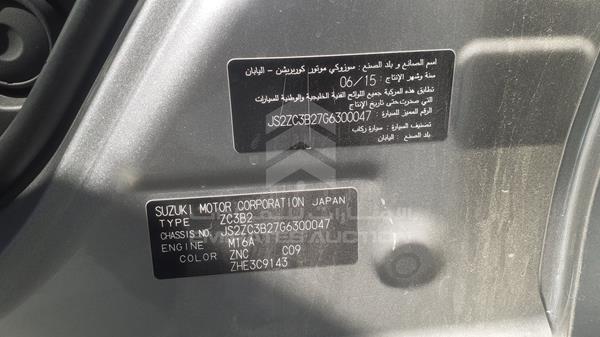 اسم الصانع و بلد الصنع : سوزوكي موتور كوربريشن - اليابان
سنة وشهر الإنتاج: 06/15
تطابق هذه المركبة جميع اللوائح الفنية الخليجية والوطنية للسيارات
التي صدرت حتى تاريخ الإنتاج
الرقم المميز للسيارة : JS2ZC3B27G6300047
تصنيف السيارة : سيارة ركاب
بلد الصنع : اليابان
SUZUKI MOTOR CORPORATION JAPAN
TYPE ZC3B2
CHASSIS NO. JS2ZC3B27G6300047
ENGINE M16A
COLOR ZNC C09
ZHE3C9143